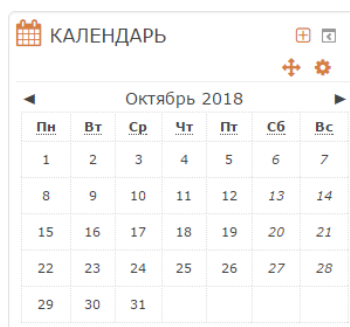 КАЛЕНДАРЬ
◄ Октябрь 2018 ►
Пн Вт Ср Чт Пт Сб Вс
1 2 3 4 5 6 7
8 9 10 11 12 13 14
15 16 17 18 19 20 21
22 23 24 25 26 27 28
29 30 31